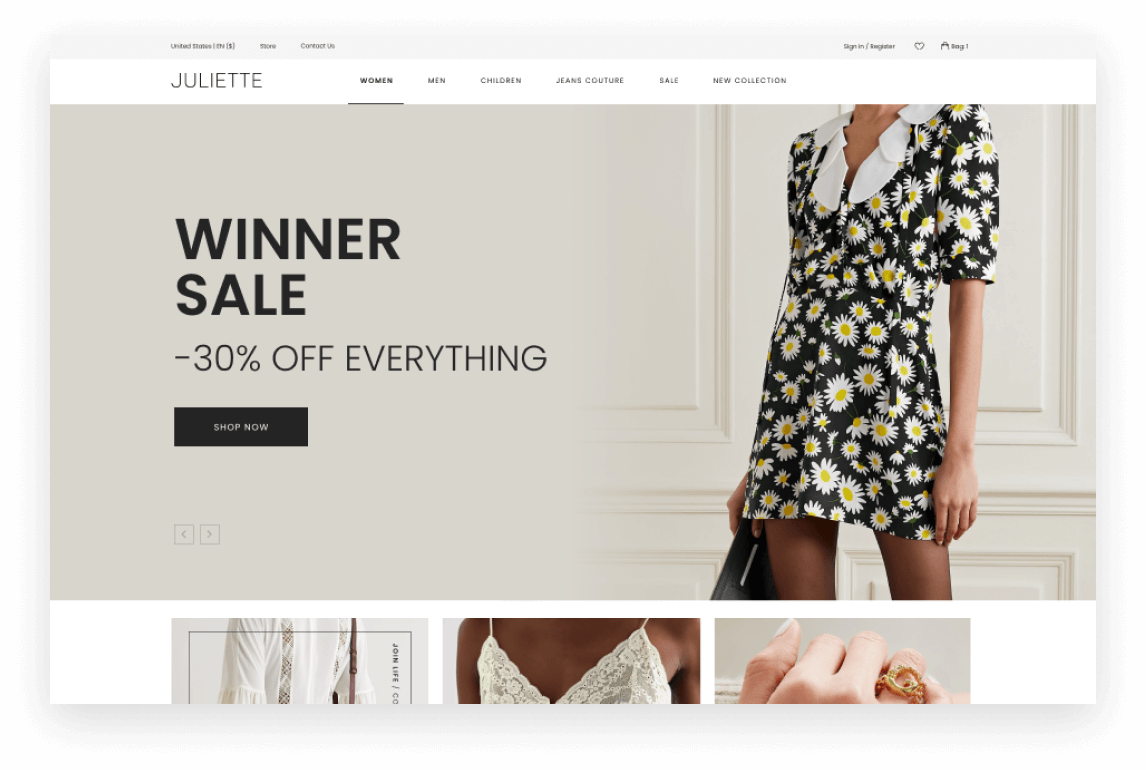 United States | EN ($) Store Contact Us Sign in / Register Bag: 1
JULIETTE WOMEN MEN CHILDREN JEANS COUTURE SALE NEW COLLECTION
WINNER
SALE
-30% OFF EVERYTHING
SHOP NOW
JOIN LIFE /